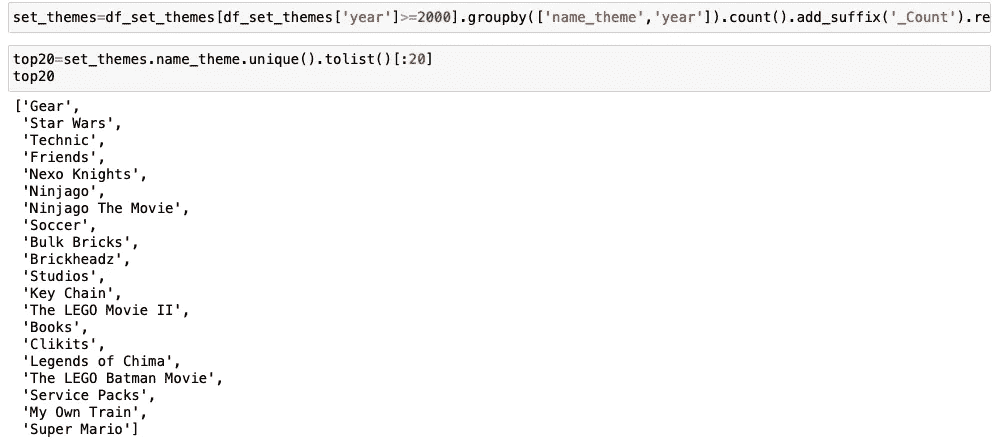 set_themes=df_set_themes[df_set_themes['year']>=2000].groupby(['name_theme','year']).count().add_suffix('_Count').re
top20=set_themes.name_theme.unique().tolist()[:20]
top20
['Gear',
'Star Wars',
'Technic',
'Friends',
'Nexo Knights',
'Ninjago',
'Ninjago The Movie',
'Soccer',
'Bulk Bricks',
'Brickheadz',
'Studios',
'Key Chain',
'The LEGO Movie II',
'Books',
'Clikits',
'Legends of Chima',
'The LEGO Batman Movie',
'Service Packs',
'My Own Train',
'Super Mario']